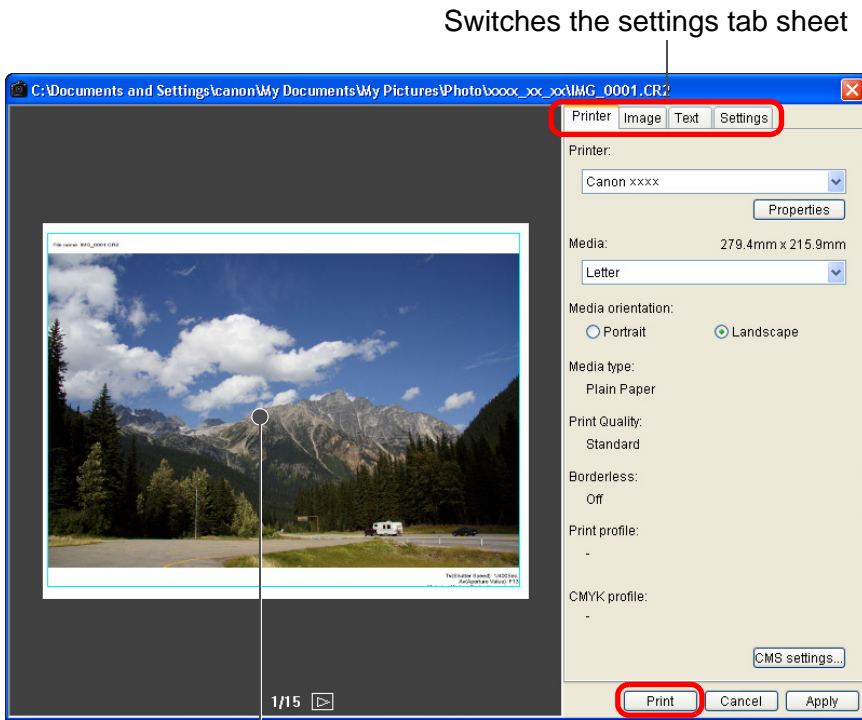 Switches the settings tab sheet
C:\Documents and Settings\canon\My Documents\My Pictures\Photo\xxxx_xx_xx\IMG_0001.CR2
Printer Image Text Settings
Printer:
Canon xxxx
Properties
Media: 279.4mm x 215.9mm
Letter
Media orientation:
Portrait Landscape
Media type:
Plain Paper
Print Quality:
Standard
Borderless:
Off
Print profile:
-
CMYK profile:
-
CMS settings...
File name: IMG_0001.CR2
Tv(Shutter Speed): 1/400Sec.
Av(Aperture Value): F13
1/15
Print Cancel Apply